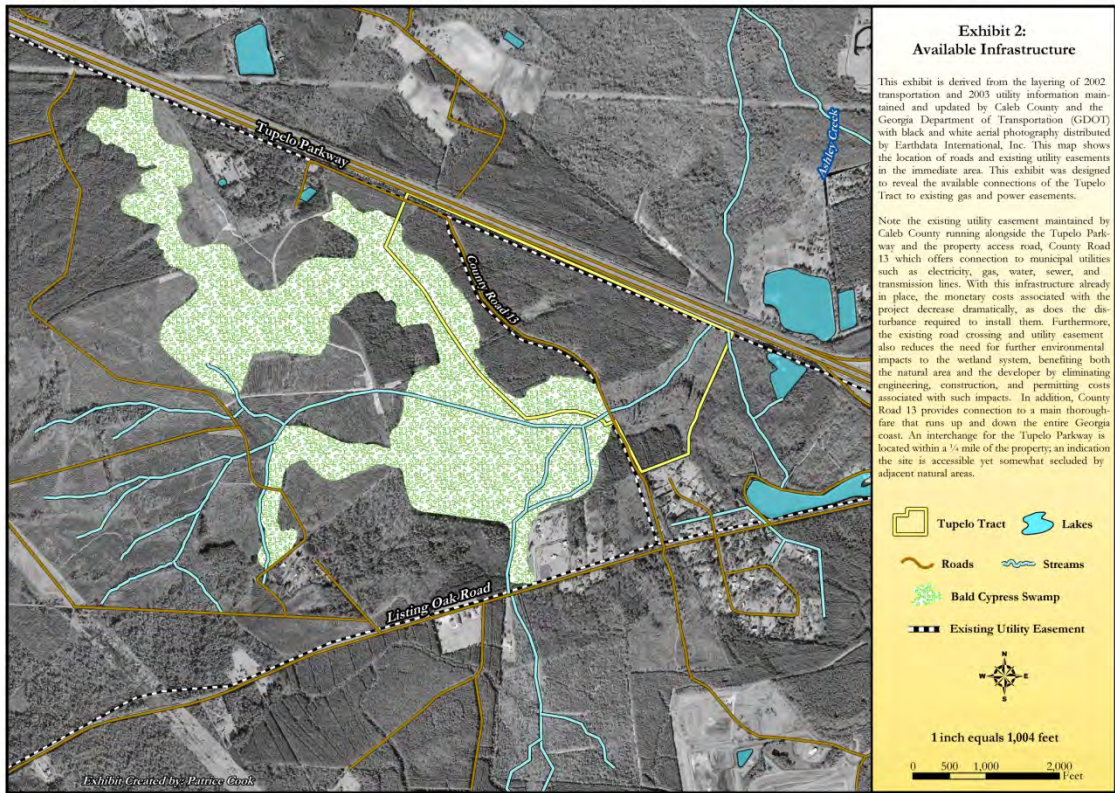 Exhibit 2:
Available Infrastructure
This exhibit is derived from the layering of 2002
transportation and 2003 utility information main-
tained and updated by Caleb County and the
Georgia Department of Transportation (GDOT)
with black and white aerial photography distributed
by Earthdata International, Inc. This map shows
the location of roads and existing utility easements
in the immediate area. This exhibit was designed
to reveal the available connections of the Tupelo
Tract to existing gas and power easements.
Note the existing utility easement maintained by
Caleb County running alongside the Tupelo Park-
way and the property access road, County Road
13 which offers connection to municipal utilities
such as electricity, gas, water, sewer, and
transmission lines. With this infrastructure already
in place, the monetary costs associated with the
project decrease dramatically, as does the dis-
turbance required to install them. Furthermore,
the existing road crossing and utility easement
also reduces the need for further environmental
impacts to the wetland system, benefiting both
the natural area and the developer by eliminating
engineering, construction, and permitting costs
associated with such impacts. In addition, County
Road 13 provides connection to a main thorough-
fare that runs up and down the entire Georgia
coast. An interchange for the Tupelo Parkway is
located within a ¼ mile of the property; an indication
the site is accessible yet somewhat secluded by
adjacent natural areas.
Tupelo Tract
Lakes
Roads
Streams
Bald Cypress Swamp
Existing Utility Easement
N
W E
S
1 inch equals 1,004 feet
0 500 1,000 2,000
Feet
Tupelo Parkway
Ashley Creek
County Road 13
Listing Oak Road
Exhibit Created by: Patrice Cook